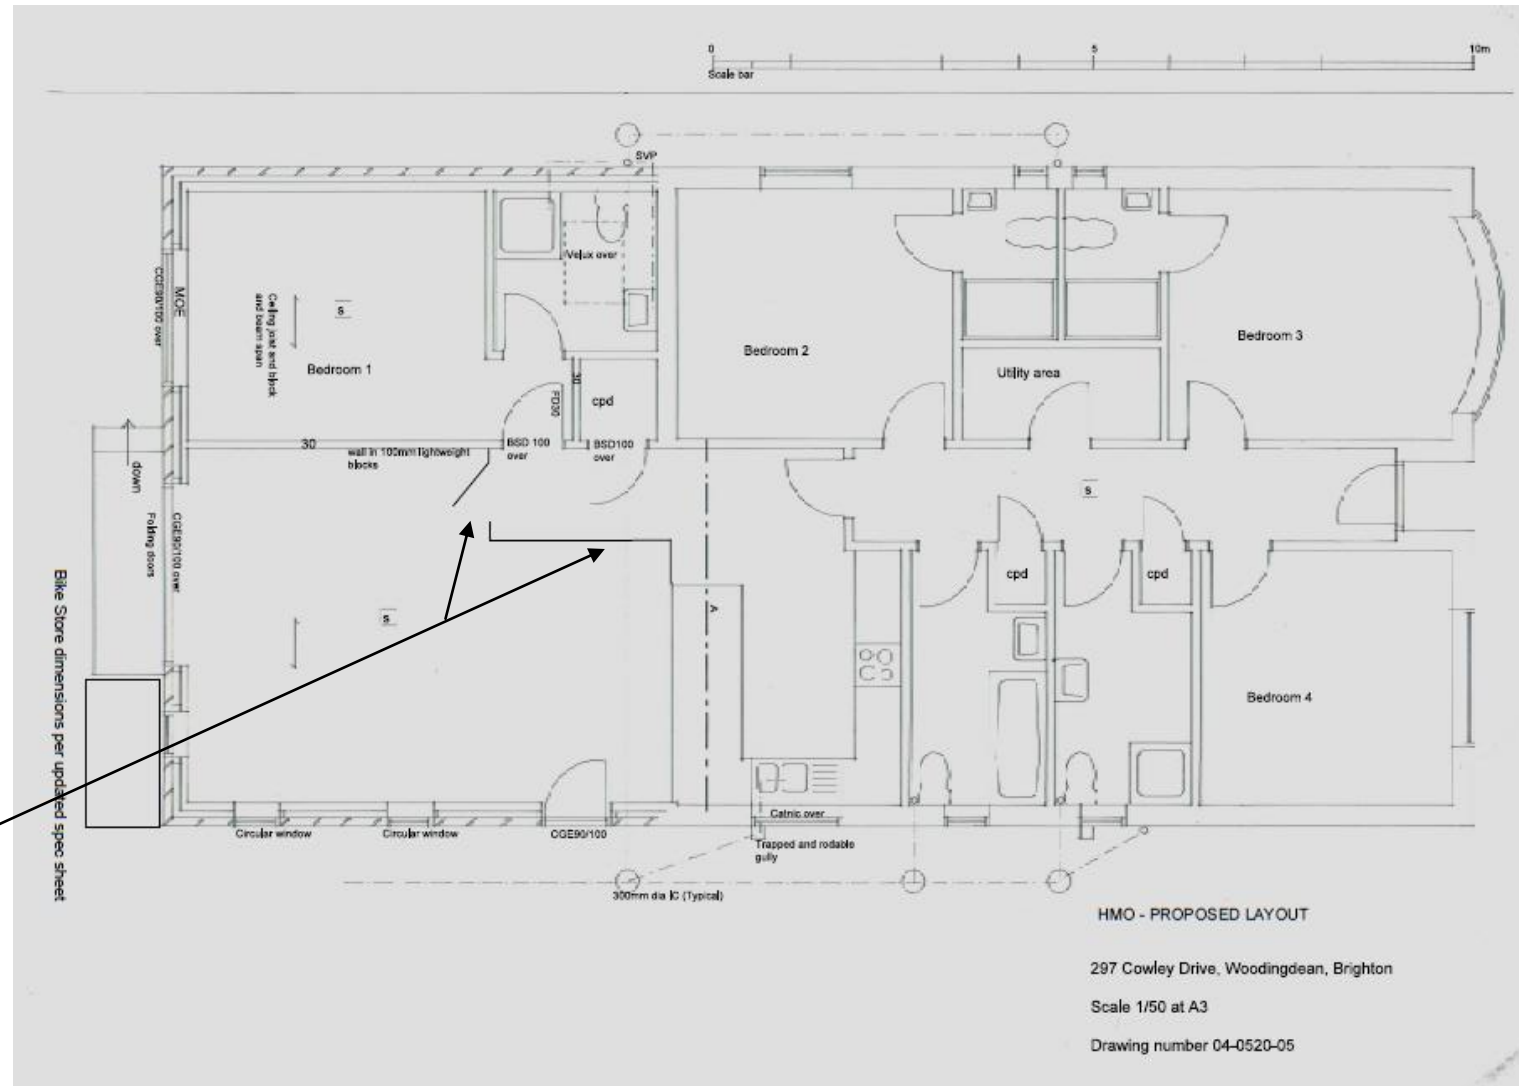 0 5 10m
Scale bar
SVP
Velux over
CGE90/100 over
MOE
Ceiling joist and block
and beam span
s
Bedroom 1
Bedroom 2
Bedroom 3
Utility area
30
FD30
cpd
30
wall in 100mm lightweight
blocks
BSD 100
over
BSD100
over
down
Folding doors
CGE90/100 over
s
s
A
cpd
cpd
Bedroom 4
Bike Store dimensions per updated spec sheet
Circular window
Circular window
CGE90/100
Catnic over
Trapped and rodable
gully
300mm dia IC (Typical)
HMO - PROPOSED LAYOUT
297 Cowley Drive, Woodingdean, Brighton
Scale 1/50 at A3
Drawing number 04-0520-05